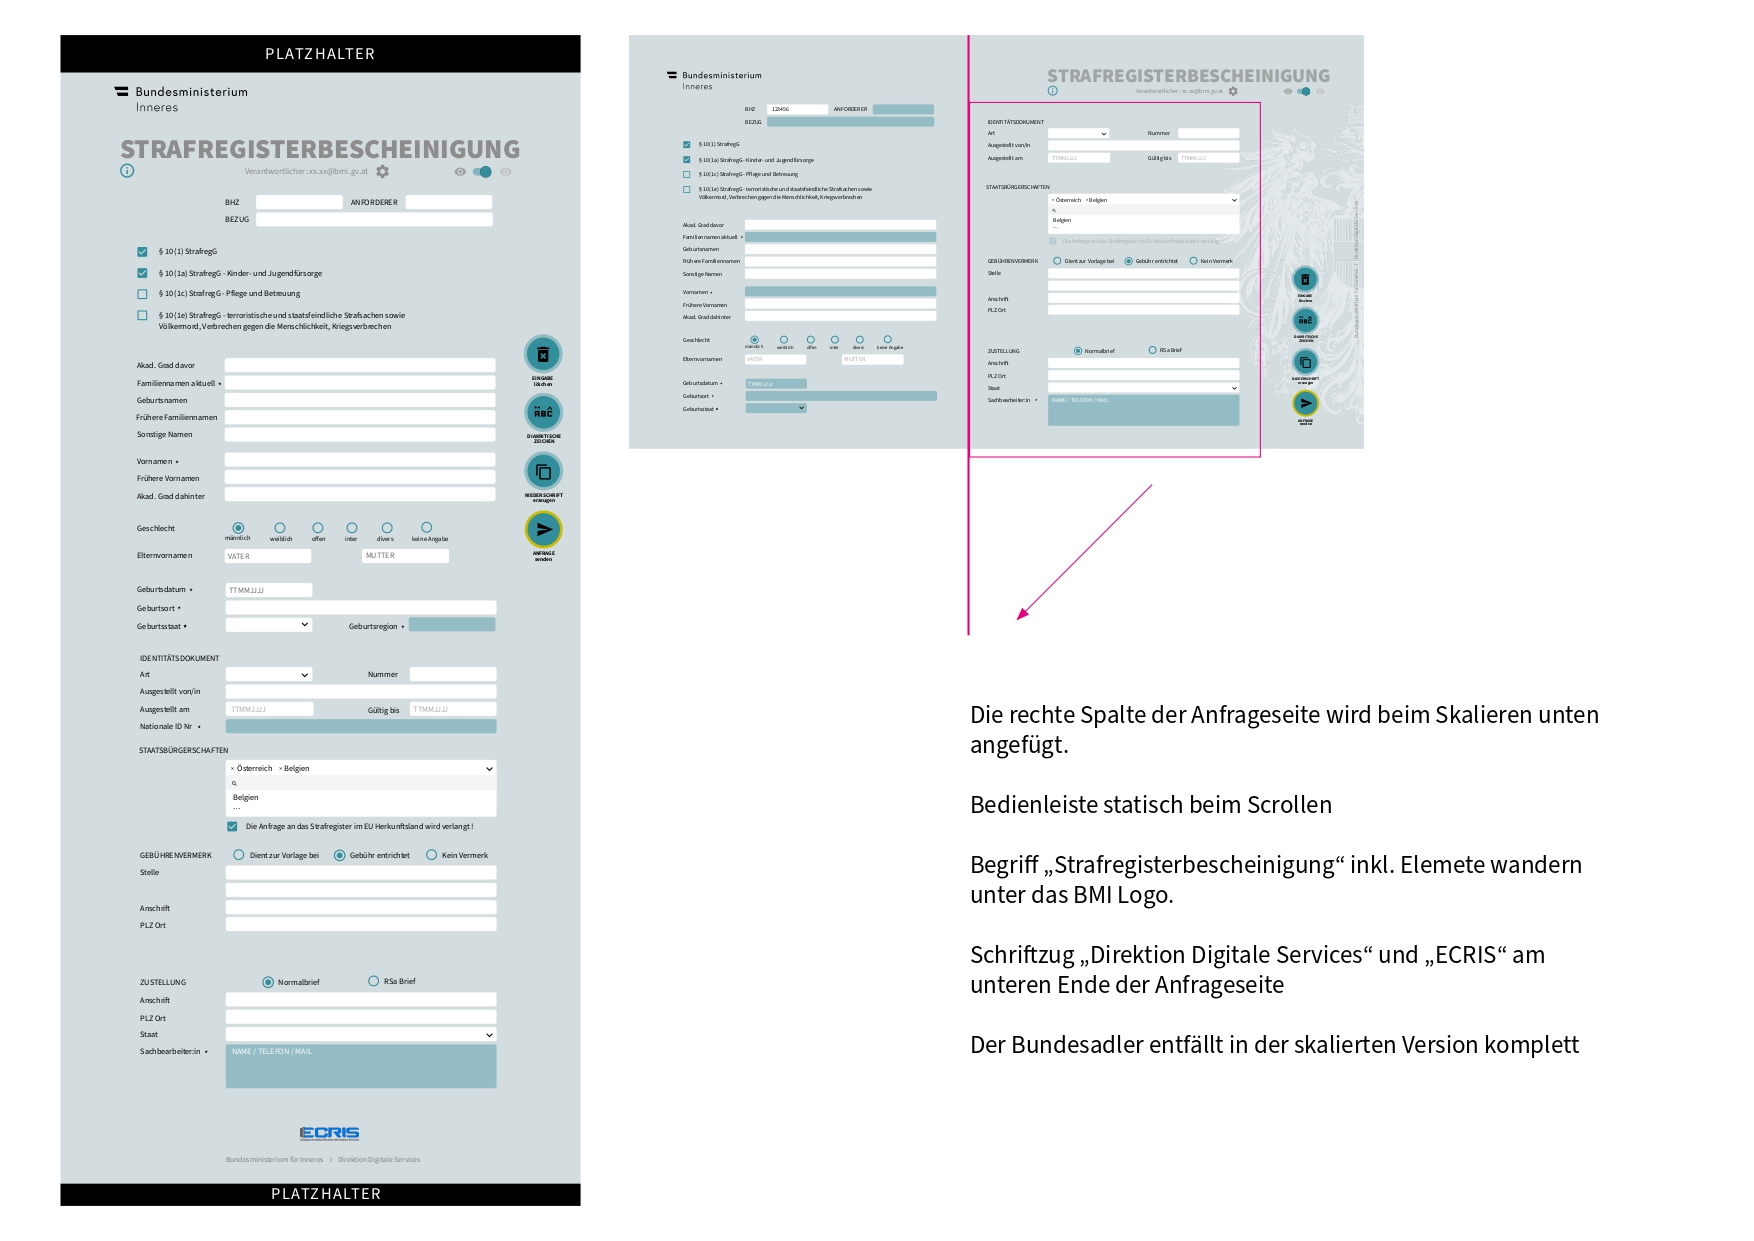 PLATZHALTER
Bundesministerium
Inneres
STRAFREGISTERBESCHEINIGUNG
Verantwortlicher:xx.xx@bmi.gv.at
BHZ ANFORDERER
BEZUG
§ 10 (1) StrafregG
§ 10 (1a) StrafregG - Kinder- und Jugendfürsorge
§ 10 (1c) StrafregG - Pflege und Betreuung
§ 10 (1e) StrafregG - terroristische und staatsfeindliche Strafsachen sowie
Völkermord, Verbrechen gegen die Menschlichkeit, Kriegsverbrechen
Akad. Grad davor
Familiennamen aktuell •
Geburtsnamen
Frühere Familiennamen
Sonstige Namen
Vornamen •
Frühere Vornamen
Akad. Grad dahinter
EINGABE
löschen
ABC
DIAKRITISCHE
ZEICHEN
NIEDERSCHRIFT
erzeugen
ANFRAGE
senden
Geschlecht
männlich weiblich offen inter divers keine Angabe
Elternvornamen VATER MUTTER
Geburtsdatum • TTMMJJJJ
Geburtsort •
Geburtsstaat • Geburtsregion •
IDENTITÄTSDOKUMENT
Art Nummer
Ausgestellt von/in
Ausgestellt am TTMMJJJJ Gültig bis TTMMJJJJ
Nationale ID Nr •
STAATSBÜRGERSCHAFTEN
× Österreich × Belgien
Belgien
...
Die Anfrage an das Strafregister im EU Herkunftsland wird verlangt !
GEBÜHRENVERMERK Dient zur Vorlage bei Gebühr entrichtet Kein Vermerk
Stelle
Anschrift
PLZ Ort
ZUSTELLUNG Normalbrief RSa Brief
Anschrift
PLZ Ort
Staat
Sachbearbeiter:in • NAME / TELEFON / MAIL
ECRIS
Bundesministerium für Inneres I Direktion Digitale Services
PLATZHALTER
Bundesministerium
Inneres
BHZ 123456 ANFORDERER
BEZUG
§ 10 (1) StrafregG
§ 10 (1a) StrafregG - Kinder- und Jugendfürsorge
§ 10 (1c) StrafregG - Pflege und Betreuung
§ 10 (1e) StrafregG - terroristische und staatsfeindliche Strafsachen sowie
Völkermord, Verbrechen gegen die Menschlichkeit, Kriegsverbrechen
Akad. Grad davor
Familiennamen aktuell •
Geburtsnamen
Frühere Familiennamen
Sonstige Namen
Vornamen •
Frühere Vornamen
Akad. Grad dahinter
Geschlecht
männlich weiblich offen inter divers keine Angabe
Elternvornamen VATER MUTTER
Geburtsdatum • TTMMJJJJ
Geburtsort •
Geburtsstaat •
STRAFREGISTERBESCHEINIGUNG
Verantwortlicher: xx.xx@bmi.gv.at
IDENTITÄTSDOKUMENT
Art Nummer
Ausgestellt von/in
Ausgestellt am TTMMJJJJ Gültig bis TTMMJJJJ
STAATSBÜRGERSCHAFTEN
× Österreich × Belgien
Belgien
...
Die Anfrage an das Strafregister im EU Herkunftsland wird verlangt
GEBÜHRENVERMERK Dient zur Vorlage bei Gebühr entrichtet Kein Vermerk
Stelle
Anschrift
PLZ Ort
ZUSTELLUNG Normalbrief RSa Brief
Anschrift
PLZ Ort
Staat
Sachbearbeiter:in • NAME / TELEFON / MAIL
EINGABE
löschen
ABC
DIAKRITISCHE
ZEICHEN
NIEDERSCHRIFT
erzeugen
ANFRAGE
senden
Bundesministerium für Inneres I Direktion Digitale Services
Die rechte Spalte der Anfrageseite wird beim Skalieren unten
angefügt.
Bedienleiste statisch beim Scrollen
Begriff „Strafregisterbescheinigung“ inkl. Elemete wandern
unter das BMI Logo.
Schriftzug „Direktion Digitale Services“ und „ECRIS“ am
unteren Ende der Anfrageseite
Der Bundesadler entfällt in der skalierten Version komplett